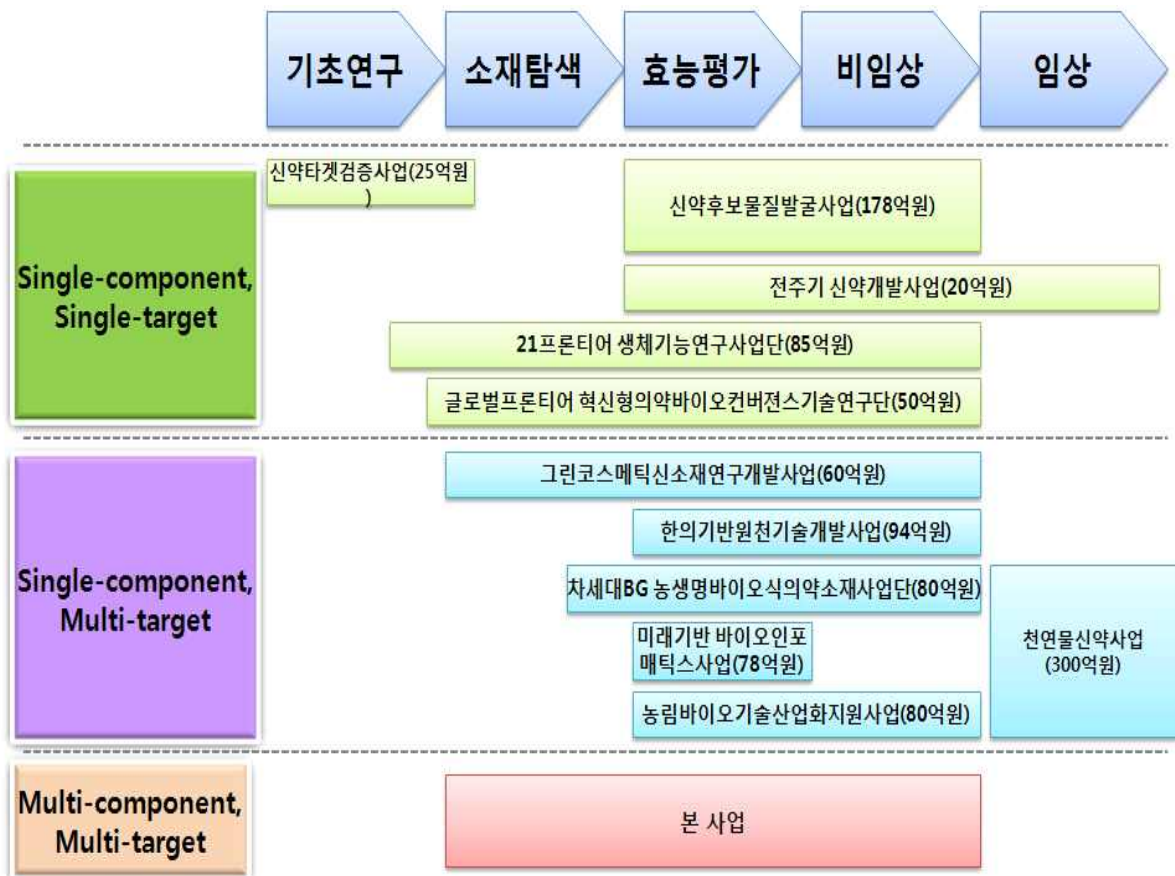 기초연구
소재탐색
효능평가
비임상
임상
Single-component,
Single-target
신약타겟검증사업(25억원
)
신약후보물질발굴사업(178억원)
전주기 신약개발사업(20억원)
21프론티어 생체기능연구사업단(85억원)
글로벌프론티어 혁신형의약바이오컨버젼스기술연구단(50억원)
Single-component,
Multi-target
그린코스메틱신소재연구개발사업(60억원)
한의기반원천기술개발사업(94억원)
차세대BG 농생명바이오식의약소재사업단(80억원)
미래기반 바이오인포
매틱스사업(78억원)
농림바이오기술산업화지원사업(80억원)
천연물신약사업
(300억원)
Multi-component,
Multi-target
본 사업